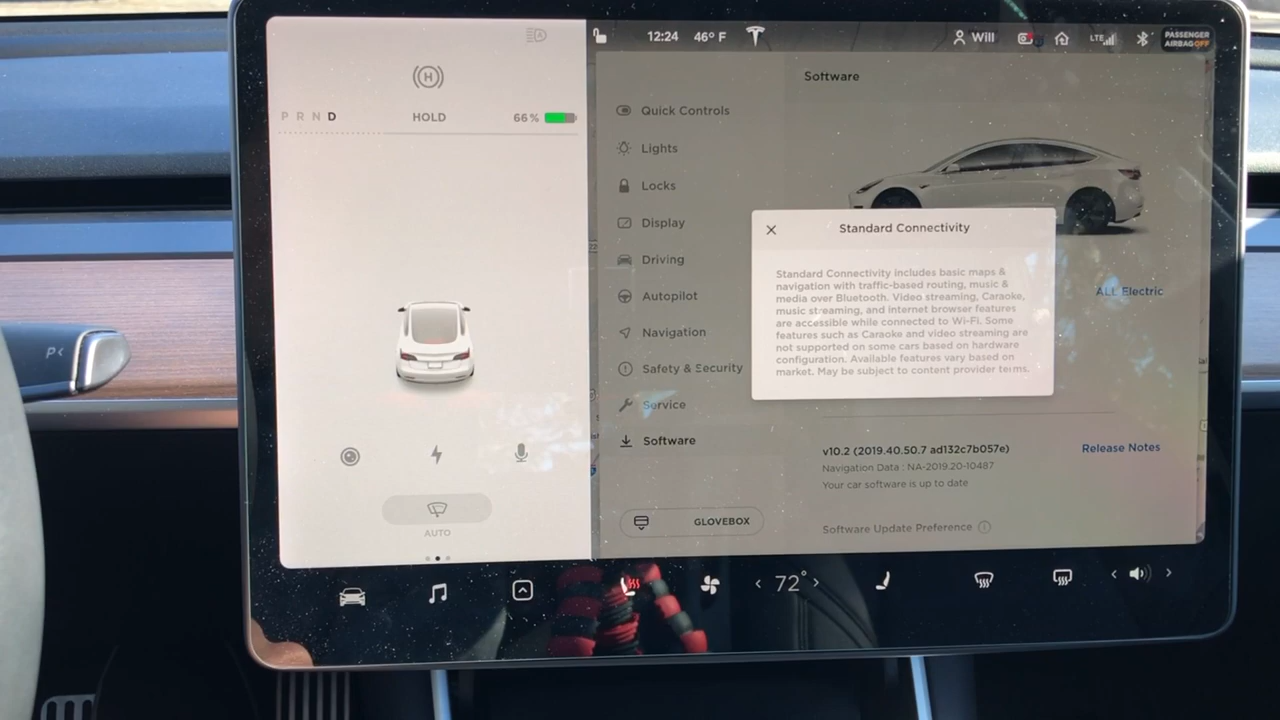 12:24 46° F Will LTE PASSENGER
AIRBAG OFF
H
P R N D HOLD 66 %
AUTO
Software
Quick Controls
Lights
Locks
Display
Driving
Autopilot
Navigation
Safety & Security
Service
Software
GLOVEBOX
Standard Connectivity
Standard Connectivity includes basic maps &
navigation with traffic-based routing, music &
media over Bluetooth. Video streaming, Caraoke,
music streaming, and internet browser features
are accessible while connected to Wi-Fi. Some
features such as Caraoke and video streaming are
not supported on some cars based on hardware
configuration. Available features vary based on
market. May be subject to content provider terms.
ALL Electric
v10.2 (2019.40.50.7 ad132c7b057e) Release Notes
Navigation Data : NA-2019.20-10487
Your car software is up to date
Software Update Preference
P<
< 72° >
< >